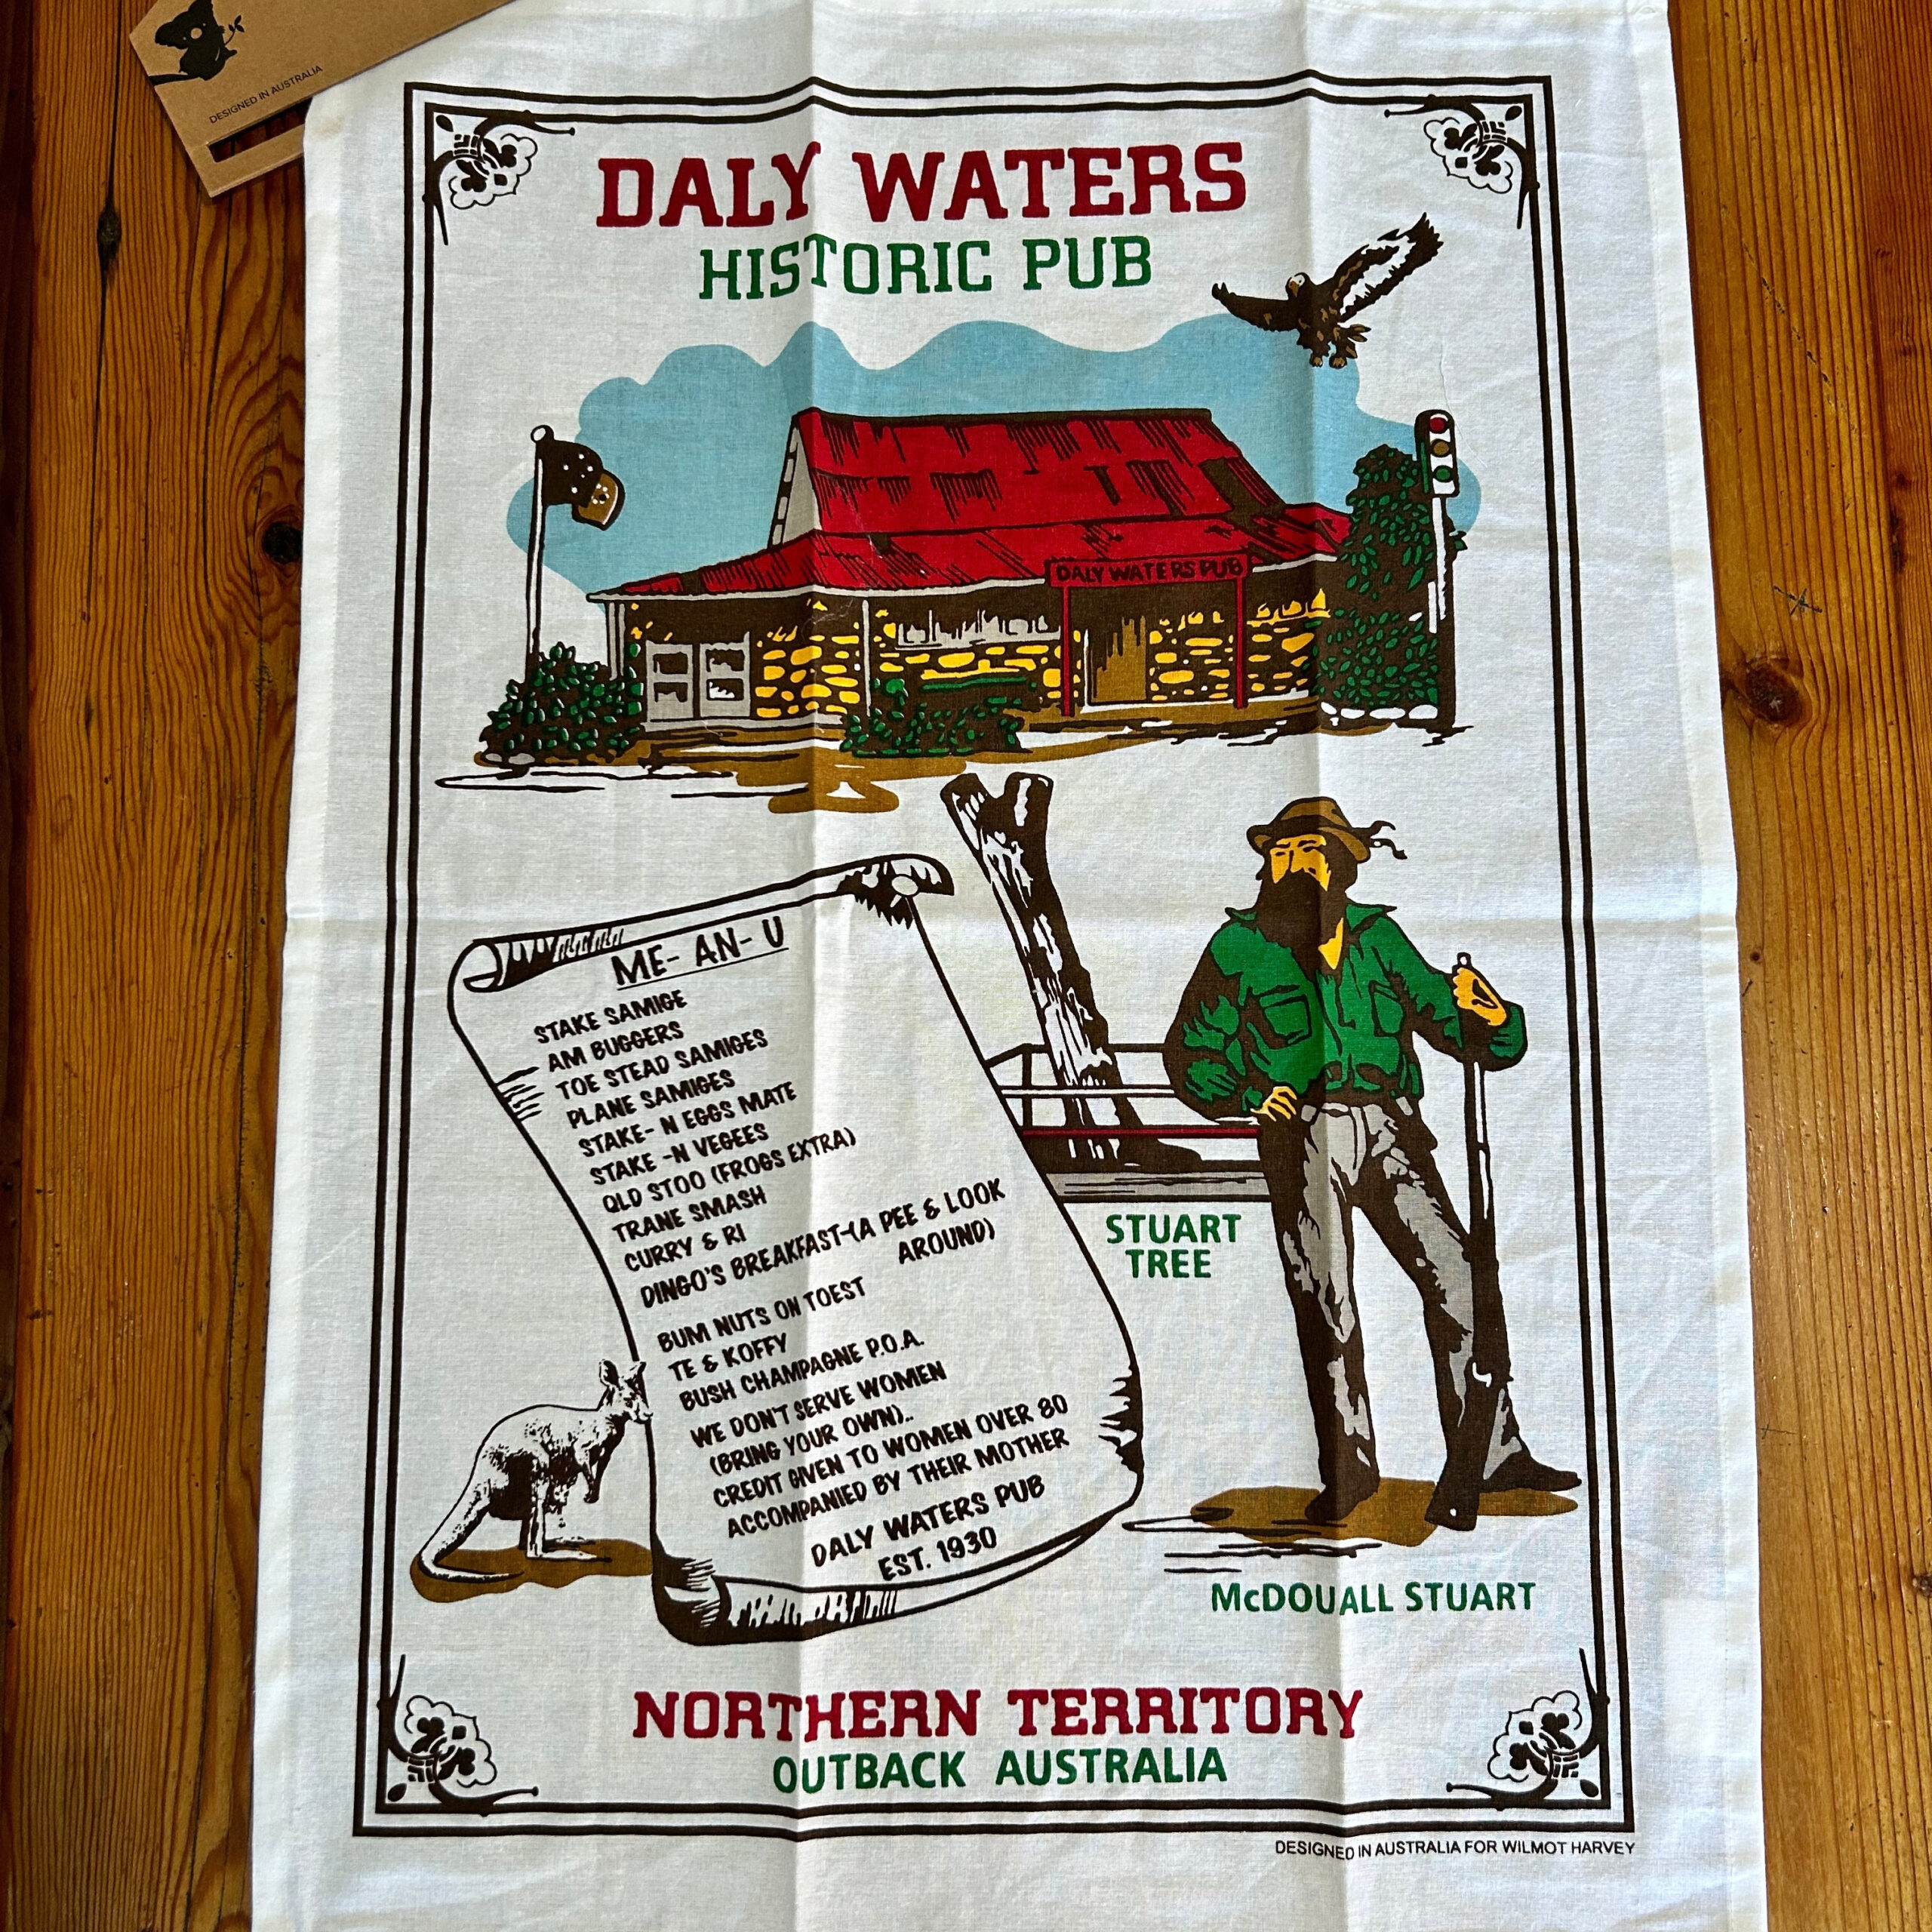 DESIGNED IN AUSTRALIA
DALY WATERS
HISTORIC PUB
DALY WATERS PUB
ME- AN- U
STAKE SAMIGE
AM BUGGERS
TOE STEAD SAMIGES
PLANE SAMIGES
STAKE- N EGGS MATE
STAKE -N VEGEES
QLD STOO (FROGS EXTRA)
TRANE SMASH
CURRY & RI
DINGO'S BREAKFAST-(A PEE & LOOK
AROUND)
BUM NUTS ON TOEST
TE & KOFFY
BUSH CHAMPAGNE P.O.A.
WE DON'T SERVE WOMEN
(BRING YOUR OWN)..
CREDIT GIVEN TO WOMEN OVER 80
ACCOMPANIED BY THEIR MOTHER
DALY WATERS PUB
EST. 1930
STUART
TREE
McDOUALL STUART
NORTHERN TERRITORY
OUTBACK AUSTRALIA
DESIGNED IN AUSTRALIA FOR WILMOT HARVEY